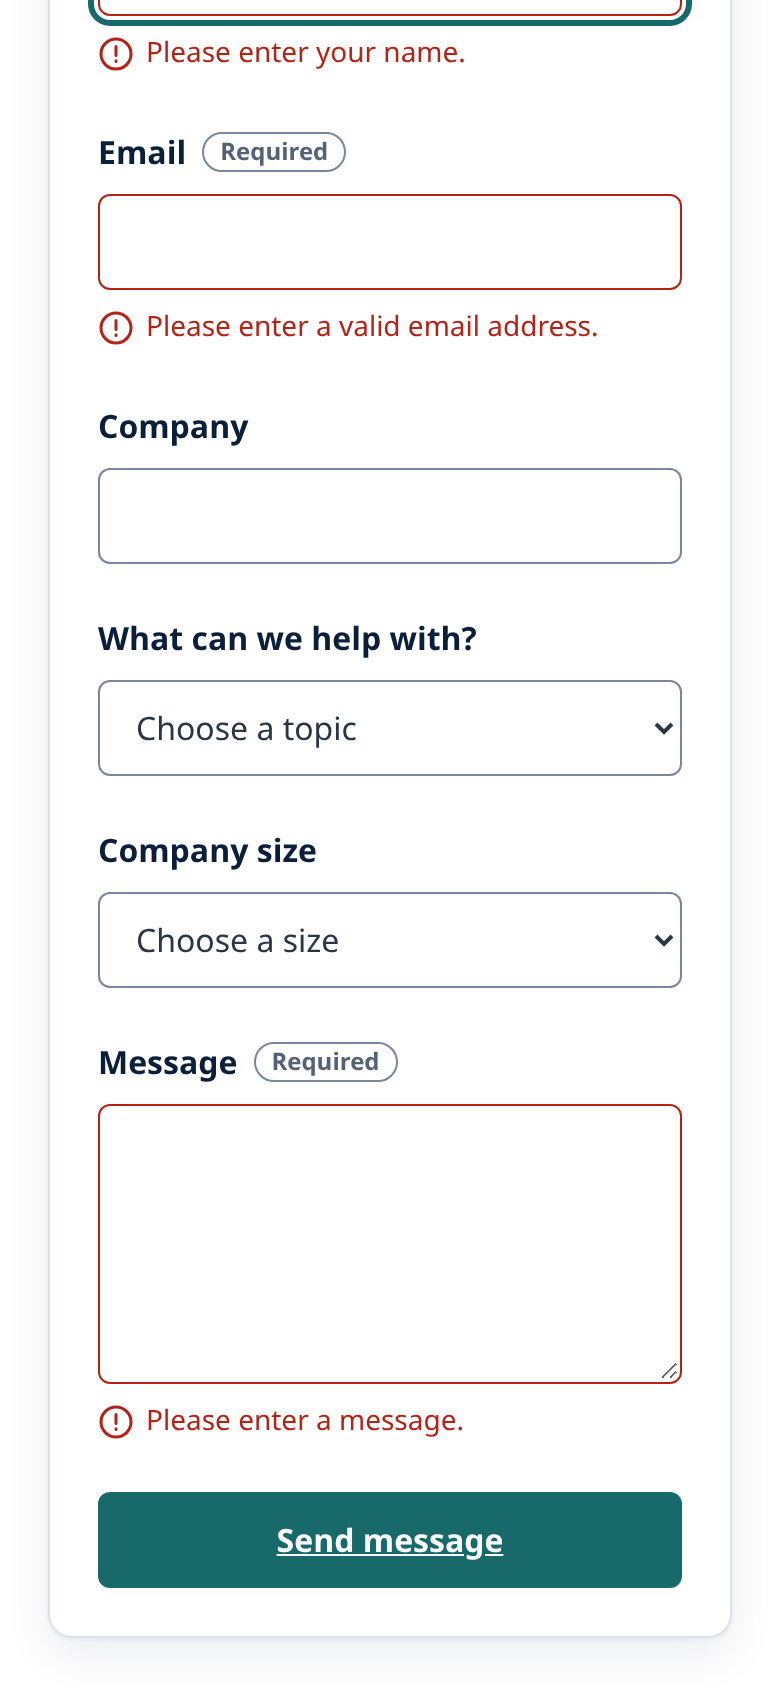 Please enter your name.
Email Required
Please enter a valid email address.
Company
What can we help with?
Choose a topic
Company size
Choose a size
Message Required
Please enter a message.
Send message